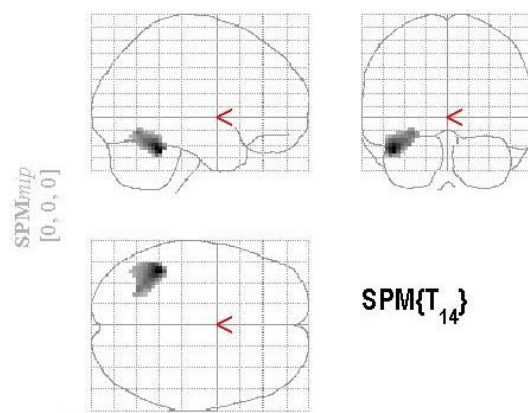 SPMmip
[0, 0, 0]
<
<
<
SPM{T14}